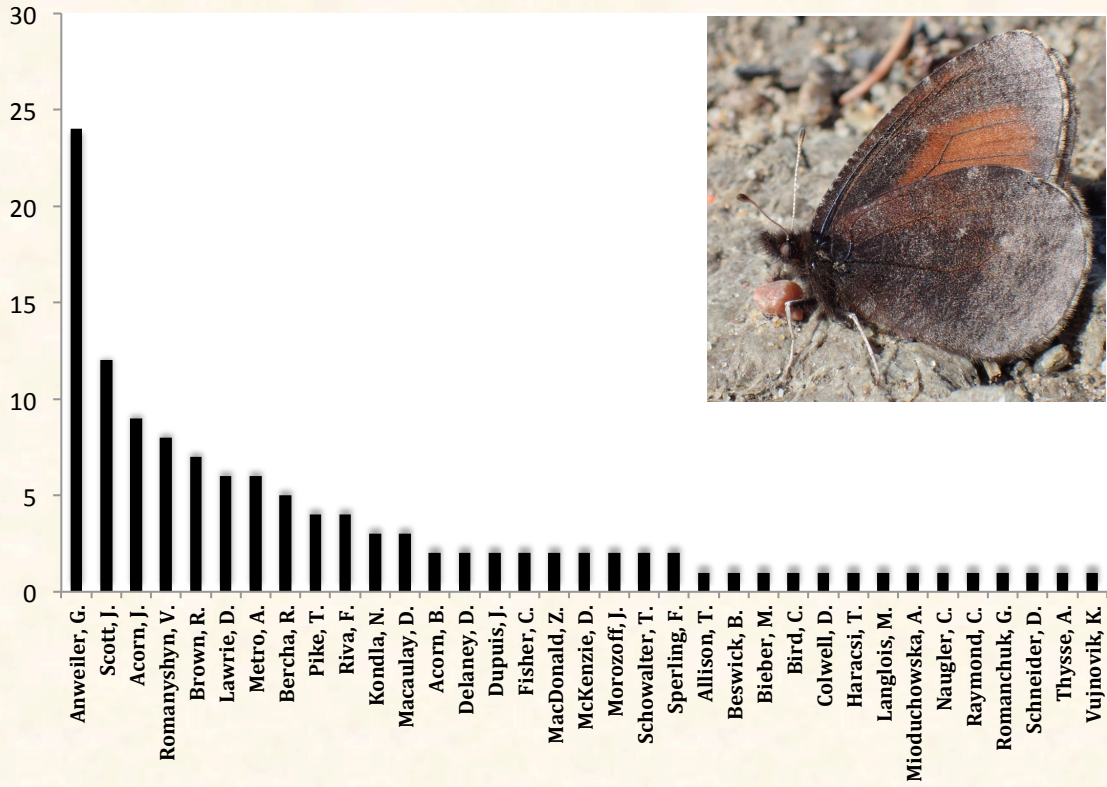 30
25
20
15
10
5
0
Anweiler, G.
Scott, J.
Acorn, J.
Romanyshyn, V.
Brown, R.
Lawrie, D.
Metro, A.
Bercha, R.
Pike, T.
Riva, F.
Kondla, N.
Macaulay, D.
Acorn, B.
Delaney, D.
Dupuis, J.
Fisher, C.
MacDonald, Z.
McKenzie, D.
Morozoff, J.
Schowalter, T.
Sperling, F.
Allison, T.
Beswick, B.
Bieber, M.
Bird, C.
Colwell, D.
Haracsi, T.
Langlois, M.
Mioduchowska, A.
Naugler, C.
Raymond, C.
Romanchuk, G.
Schneider, D.
Thysse, A.
Vujnovik, K.